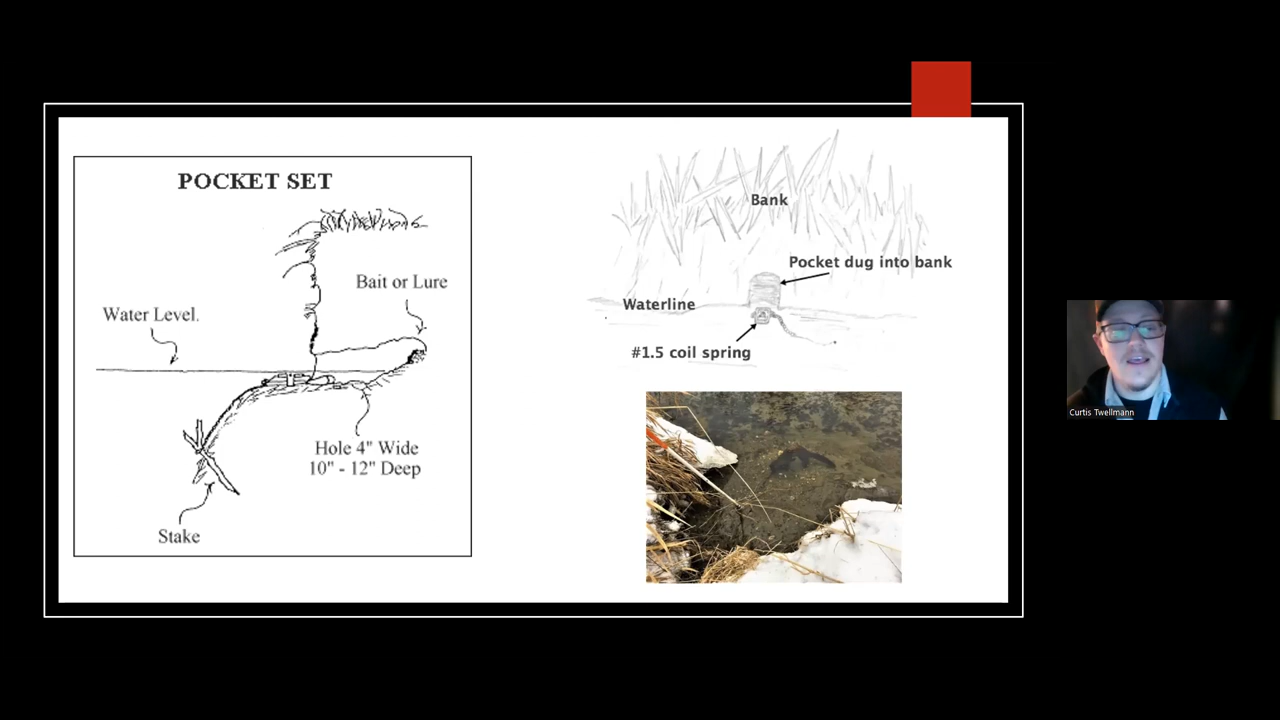 POCKET SET
Bait or Lure
Water Level.
Hole 4" Wide
10" - 12" Deep
Stake
Bank
Pocket dug into bank
Waterline
#1.5 coil spring
Curtis Twellmann